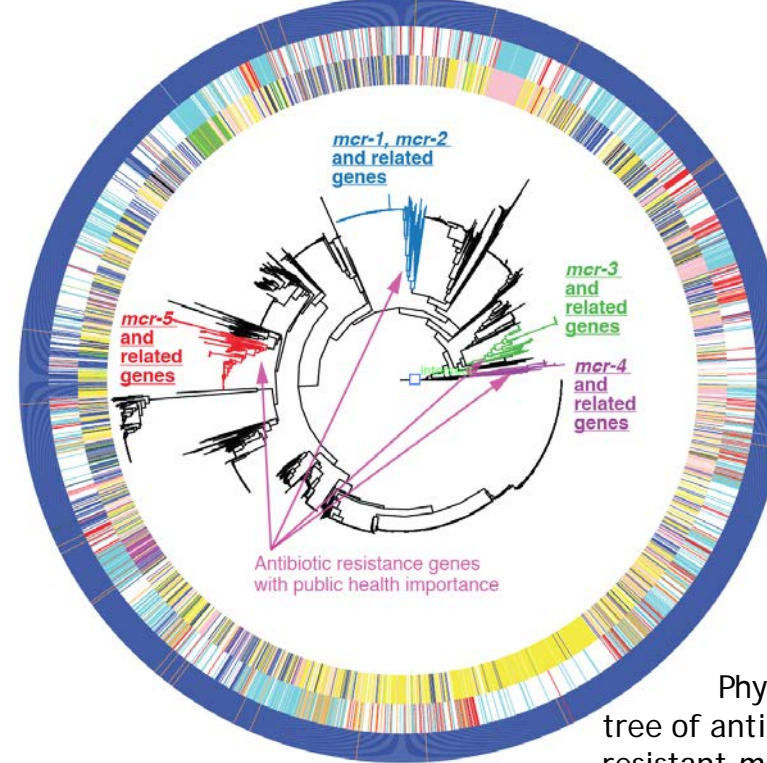 mcr-1, mcr-2
and related
genes
mcr-3
and
related
genes
mcr-5
and
related
genes
mcr-4
and
related
genes
Antibiotic resistance genes
with public health importance
Phy
tree of anti